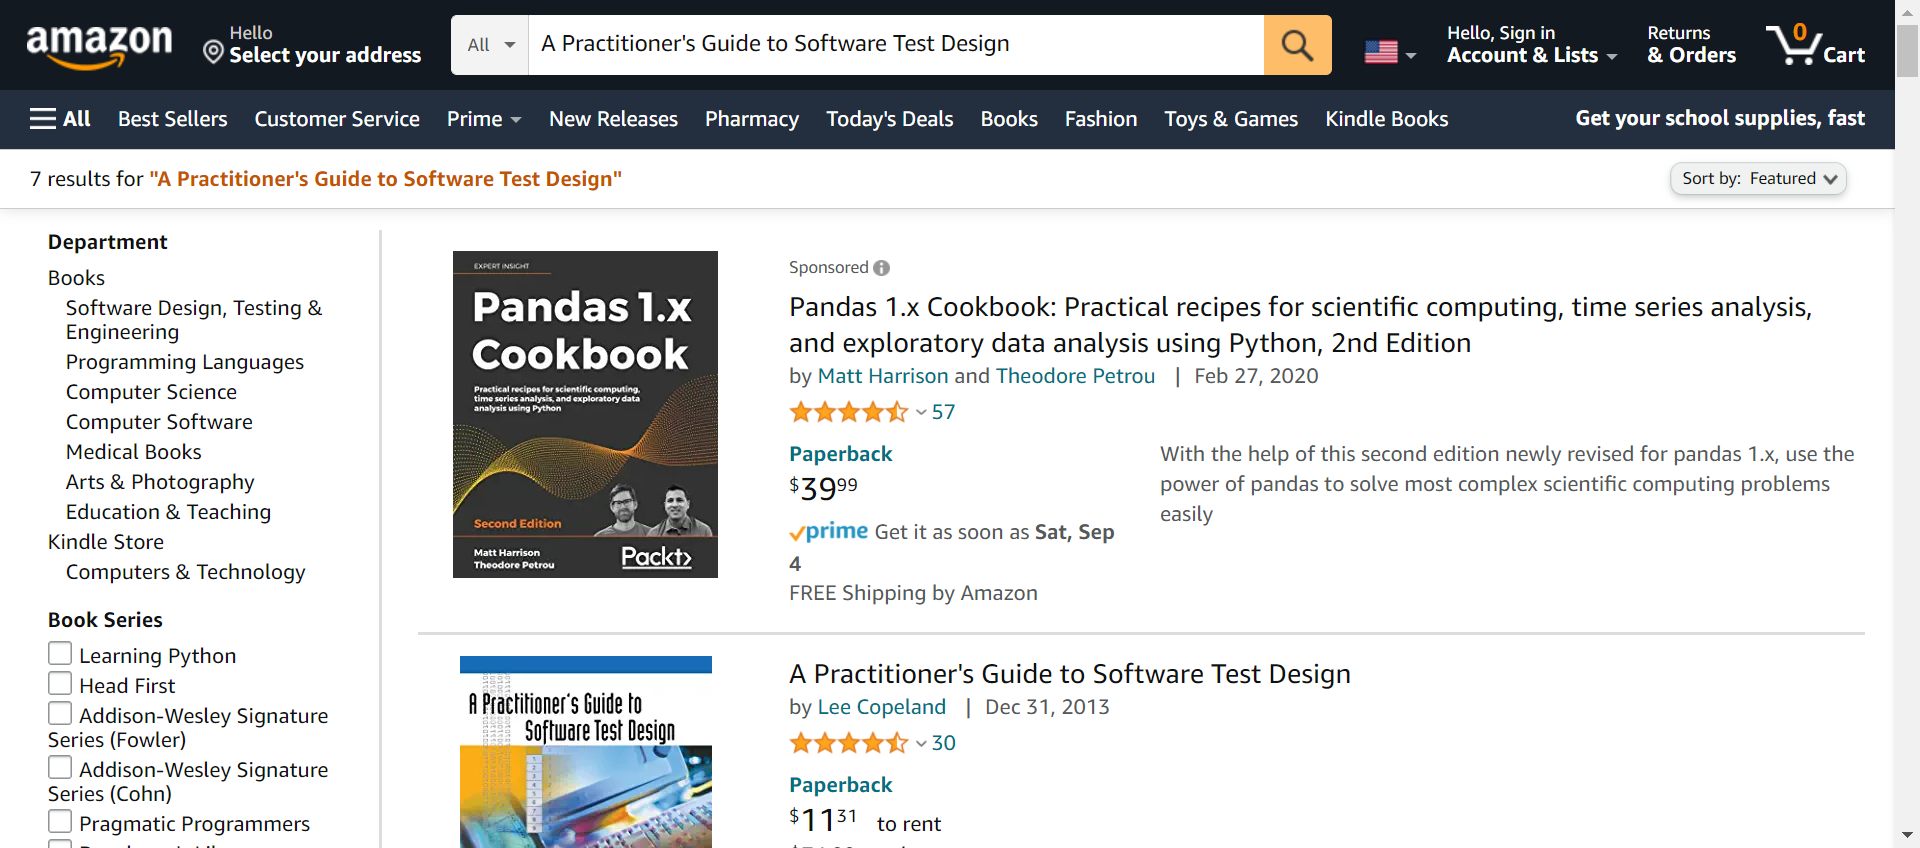 amazon
Hello
Select your address
All
A Practitioner's Guide to Software Test Design
Hello, Sign in
Account & Lists
Returns
& Orders
0
Cart
All
Best Sellers
Customer Service
Prime
New Releases
Pharmacy
Today's Deals
Books
Fashion
Toys & Games
Kindle Books
Get your school supplies, fast
7 results for "A Practitioner's Guide to Software Test Design"
Sort by: Featured
Department
Books
Software Design, Testing &
Engineering
Programming Languages
Computer Science
Computer Software
Medical Books
Arts & Photography
Education & Teaching
Kindle Store
Computers & Technology
Book Series
Learning Python
Head First
Addison-Wesley Signature
Series (Fowler)
Addison-Wesley Signature
Series (Cohn)
Pragmatic Programmers
EXPERT INSIGHT
Pandas 1.x
Cookbook
Practical recipes for scientific computing,
time series analysis, and exploratory data
analysis using Python
Second Edition
Matt Harrison
Theodore Petrou
Packt>
Sponsored
Pandas 1.x Cookbook: Practical recipes for scientific computing, time series analysis,
and exploratory data analysis using Python, 2nd Edition
by Matt Harrison and Theodore Petrou | Feb 27, 2020
57
Paperback
$3999
prime Get it as soon as Sat, Sep
4
FREE Shipping by Amazon
With the help of this second edition newly revised for pandas 1.x, use the
power of pandas to solve most complex scientific computing problems
easily
A Practitioner's Guide to
Software Test Design
A Practitioner's Guide to Software Test Design
by Lee Copeland | Dec 31, 2013
30
Paperback
$1131 to rent